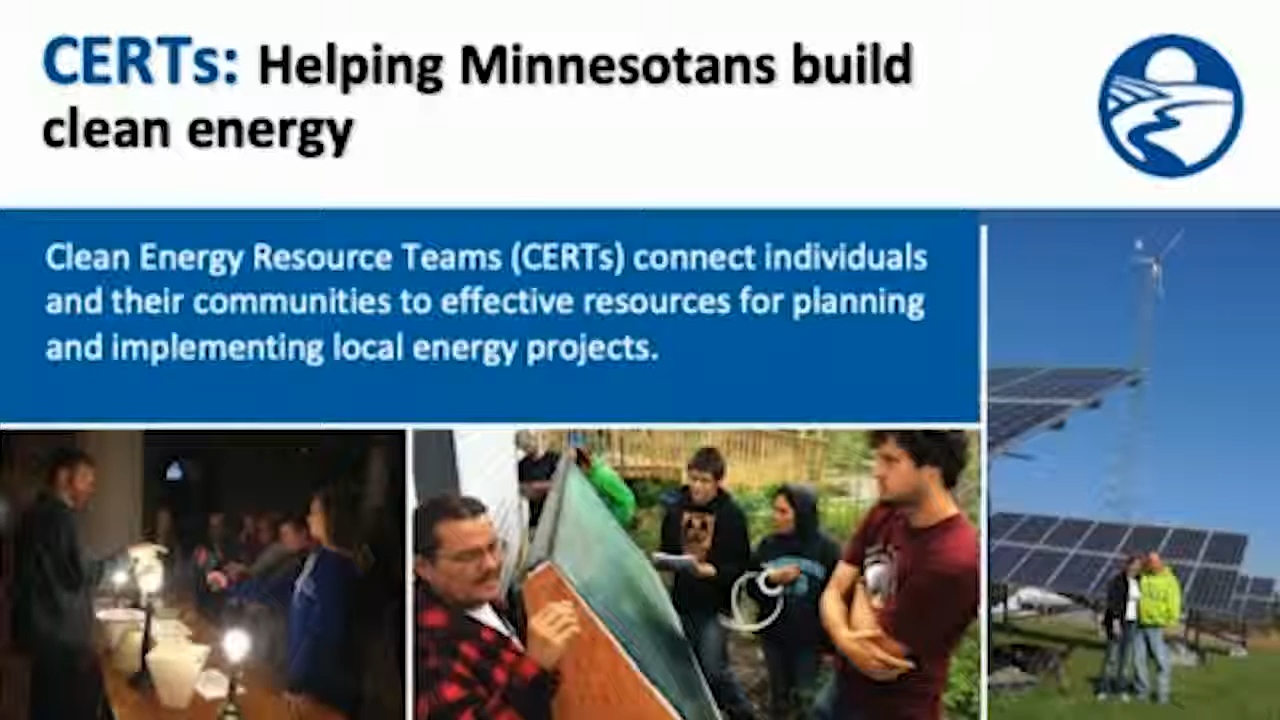 CERTs: Helping Minnesotans build
clean energy
Clean Energy Resource Teams (CERTs) connect individuals
and their communities to effective resources for planning
and implementing local energy projects.